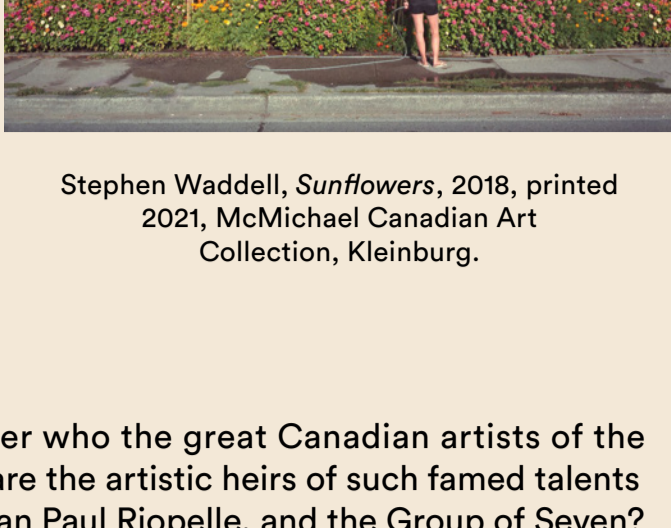 Stephen Waddell, Sunflowers, 2018, printed
2021, McMichael Canadian Art
Collection, Kleinburg.
er who the great Canadian artists of the
are the artistic heirs of such famed talents
an Paul Riopelle, and the Group of Seven?